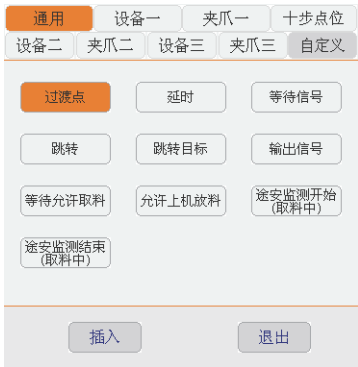 通用 设备一 夹爪一 十步点位
设备二 夹爪二 设备三 夹爪三 自定义
过渡点 延时 等待信号
跳转 跳转目标 输出信号
等待允许取料 允许上机放料 途安监测开始
(取料中)
途安监测结束
(取料中)
插入 退出